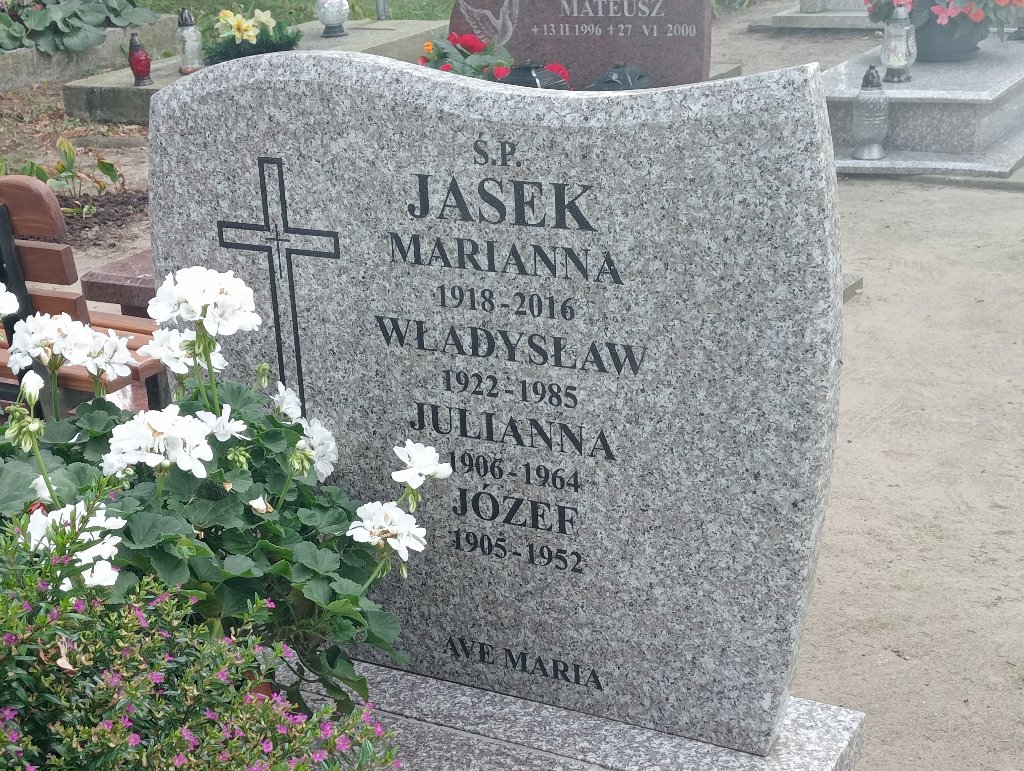 MATEUSZ
+13 II 1996 +27 VI 2000
Ś.P.
JASEK
MARIANNA
1918-2016
WŁADYSŁAW
1922-1985
JULIANNA
1906-1964
JÓZEF
1905-1952
AVE MARIA